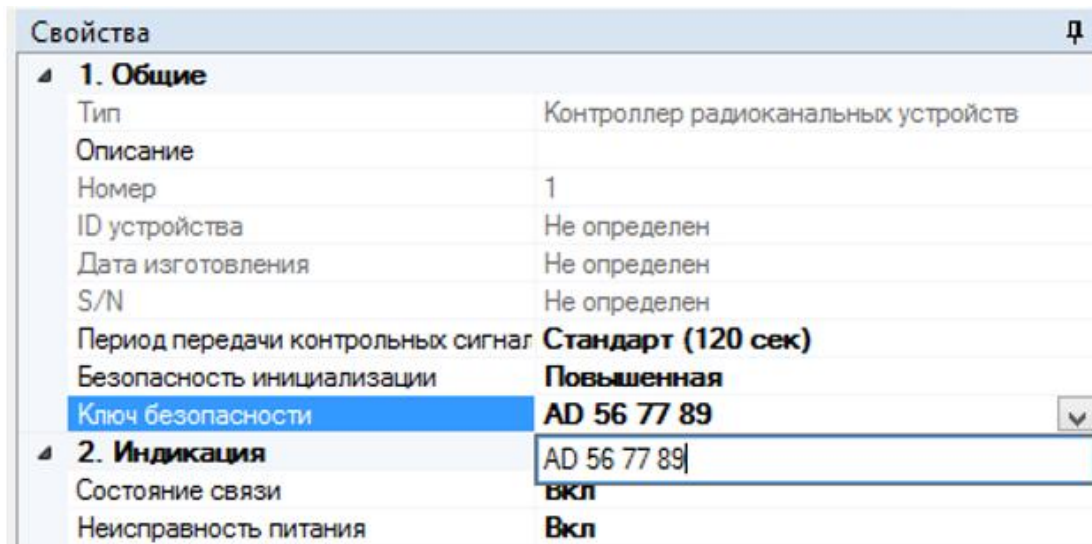 Свойства
1. Общие
Тип Контроллер радиоканальных устройств
Описание
Номер 1
ID устройства Не определен
Дата изготовления Не определен
S/N Не определен
Период передачи контрольных сигнал Стандарт (120 сек)
Безопасность инициализации Повышенная
Ключ безопасности AD 56 77 89
2. Индикация AD 56 77 89
Состояние связи Вкл
Неисправность питания Вкл